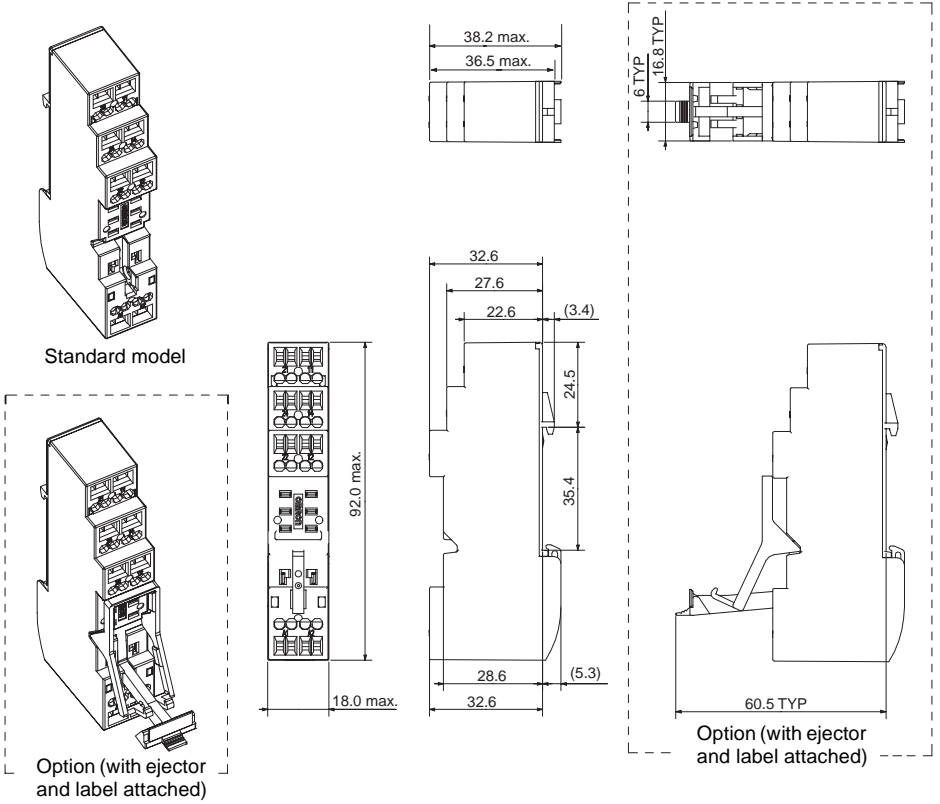 38.2 max.
36.5 max.
6 TYP
16.8 TYP
32.6
27.6
22.6
(3.4)
24.5
35.4
92.0 max.
Standard model
28.6
(5.3)
32.6
18.0 max.
60.5 TYP
Option (with ejector
and label attached)
Option (with ejector
and label attached)